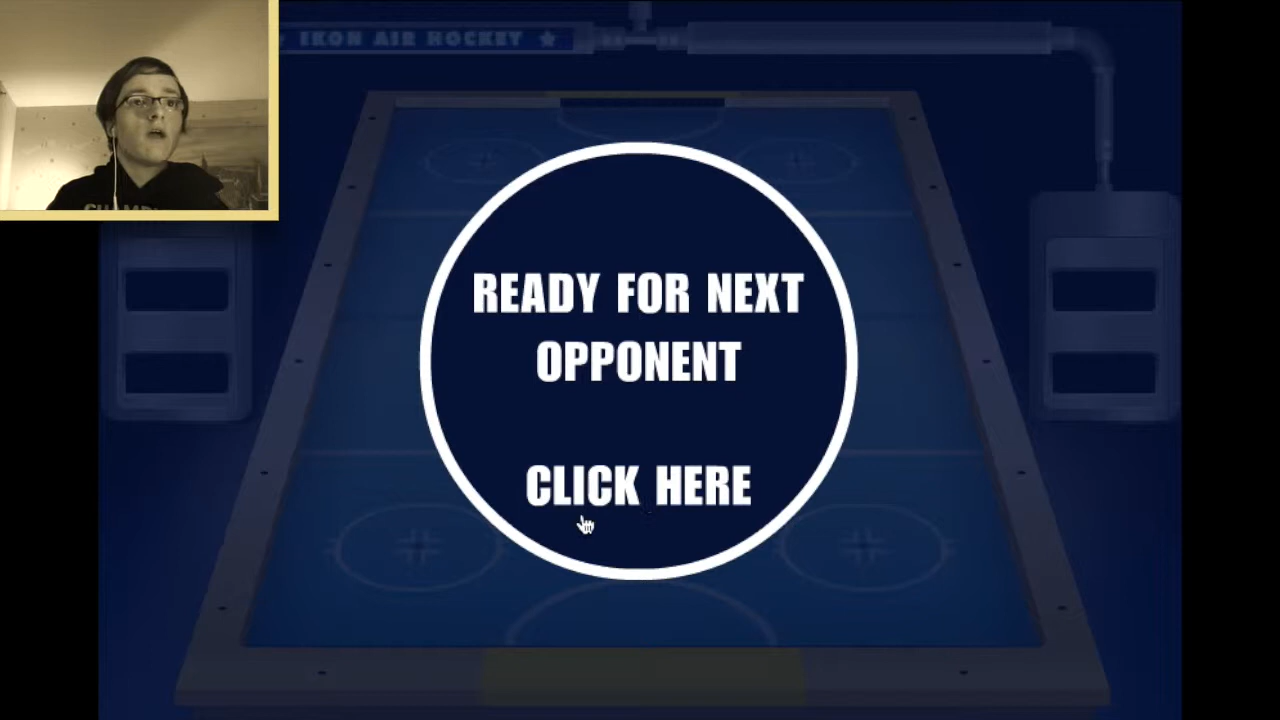 ★ IKON AIR HOCKEY ★
READY FOR NEXT
OPPONENT
CLICK HERE